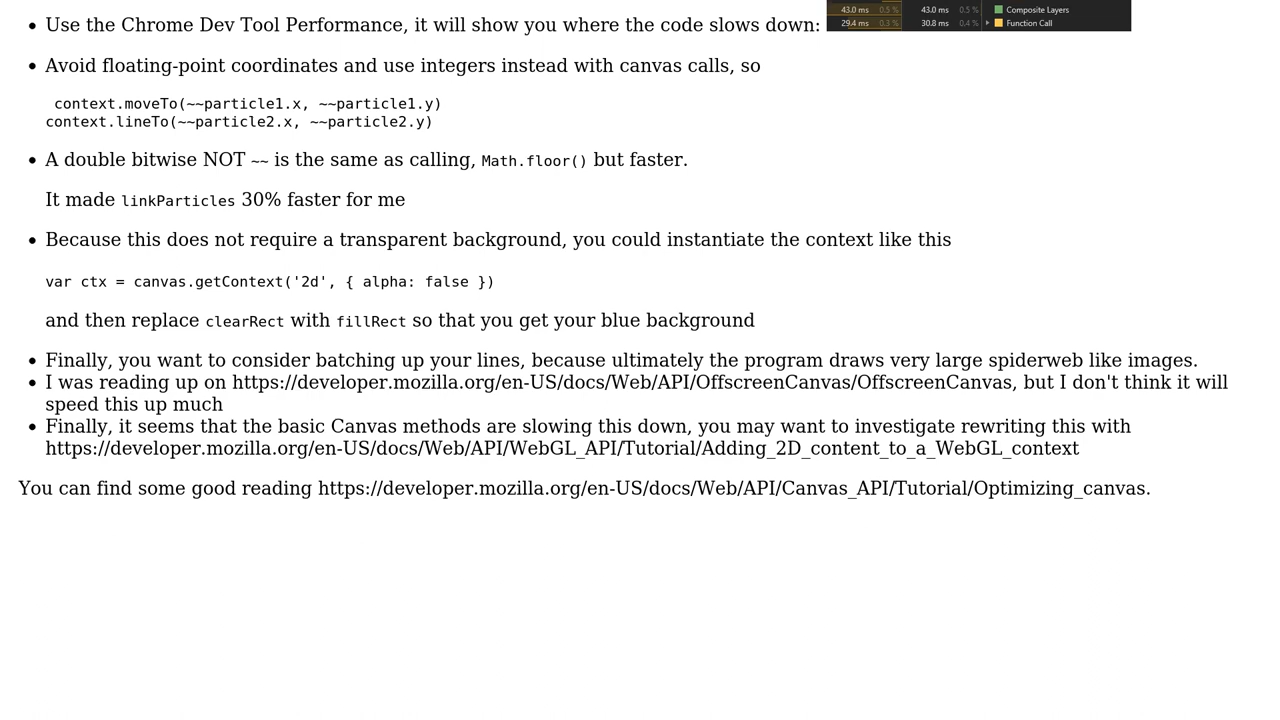 Use the Chrome Dev Tool Performance, it will show you where the code slows down:
43.0 ms 0.5 % 43.0 ms 0.5 % Composite Layers
29.4 ms 0.3 % 30.8 ms 0.4 % Function Call
Avoid floating-point coordinates and use integers instead with canvas calls, so
context.moveTo(~~particle1.x, ~~particle1.y)
context.lineTo(~~particle2.x, ~~particle2.y)
A double bitwise NOT ~~ is the same as calling, Math.floor() but faster.
It made linkParticles 30% faster for me
Because this does not require a transparent background, you could instantiate the context like this
var ctx = canvas.getContext('2d', { alpha: false })
and then replace clearRect with fillRect so that you get your blue background
Finally, you want to consider batching up your lines, because ultimately the program draws very large spiderweb like images.
I was reading up on https://developer.mozilla.org/en-US/docs/Web/API/OffscreenCanvas/OffscreenCanvas, but I don't think it will
speed this up much
Finally, it seems that the basic Canvas methods are slowing this down, you may want to investigate rewriting this with
https://developer.mozilla.org/en-US/docs/Web/API/WebGL_API/Tutorial/Adding_2D_content_to_a_WebGL_context
You can find some good reading https://developer.mozilla.org/en-US/docs/Web/API/Canvas_API/Tutorial/Optimizing_canvas.